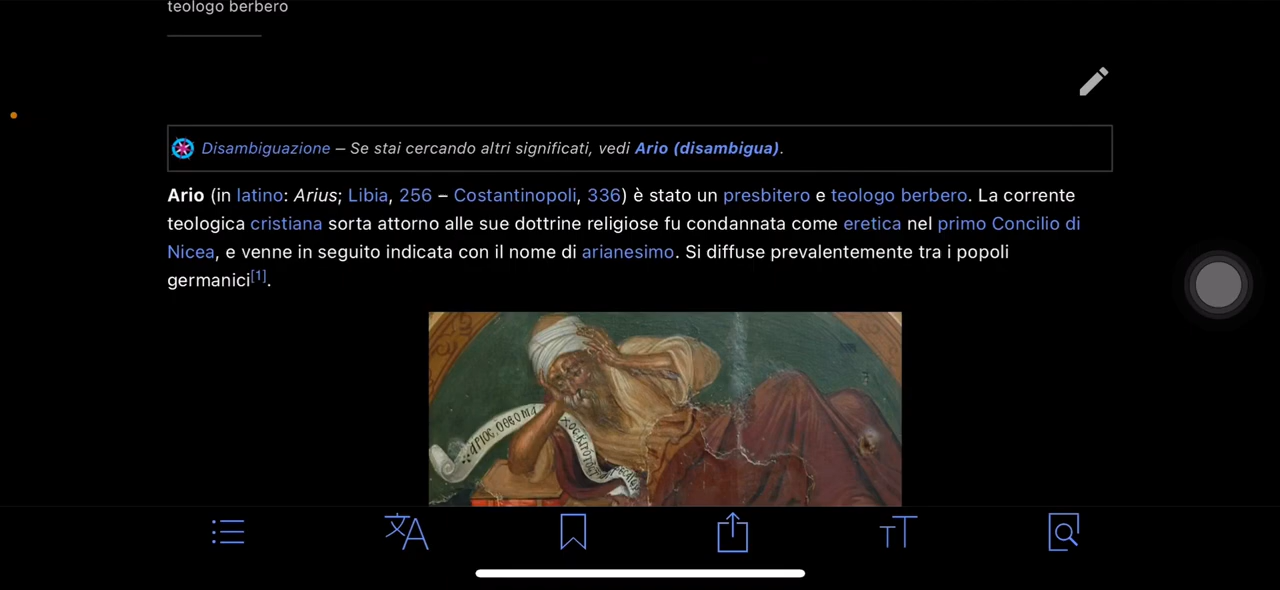 teologo berbero
Disambiguazione – Se stai cercando altri significati, vedi Ario (disambigua).
Ario (in latino: Arius; Libia, 256 – Costantinopoli, 336) è stato un presbitero e teologo berbero. La corrente
teologica cristiana sorta attorno alle sue dottrine religiose fu condannata come eretica nel primo Concilio di
Nicea, e venne in seguito indicata con il nome di arianesimo. Si diffuse prevalentemente tra i popoli
germanici[1].